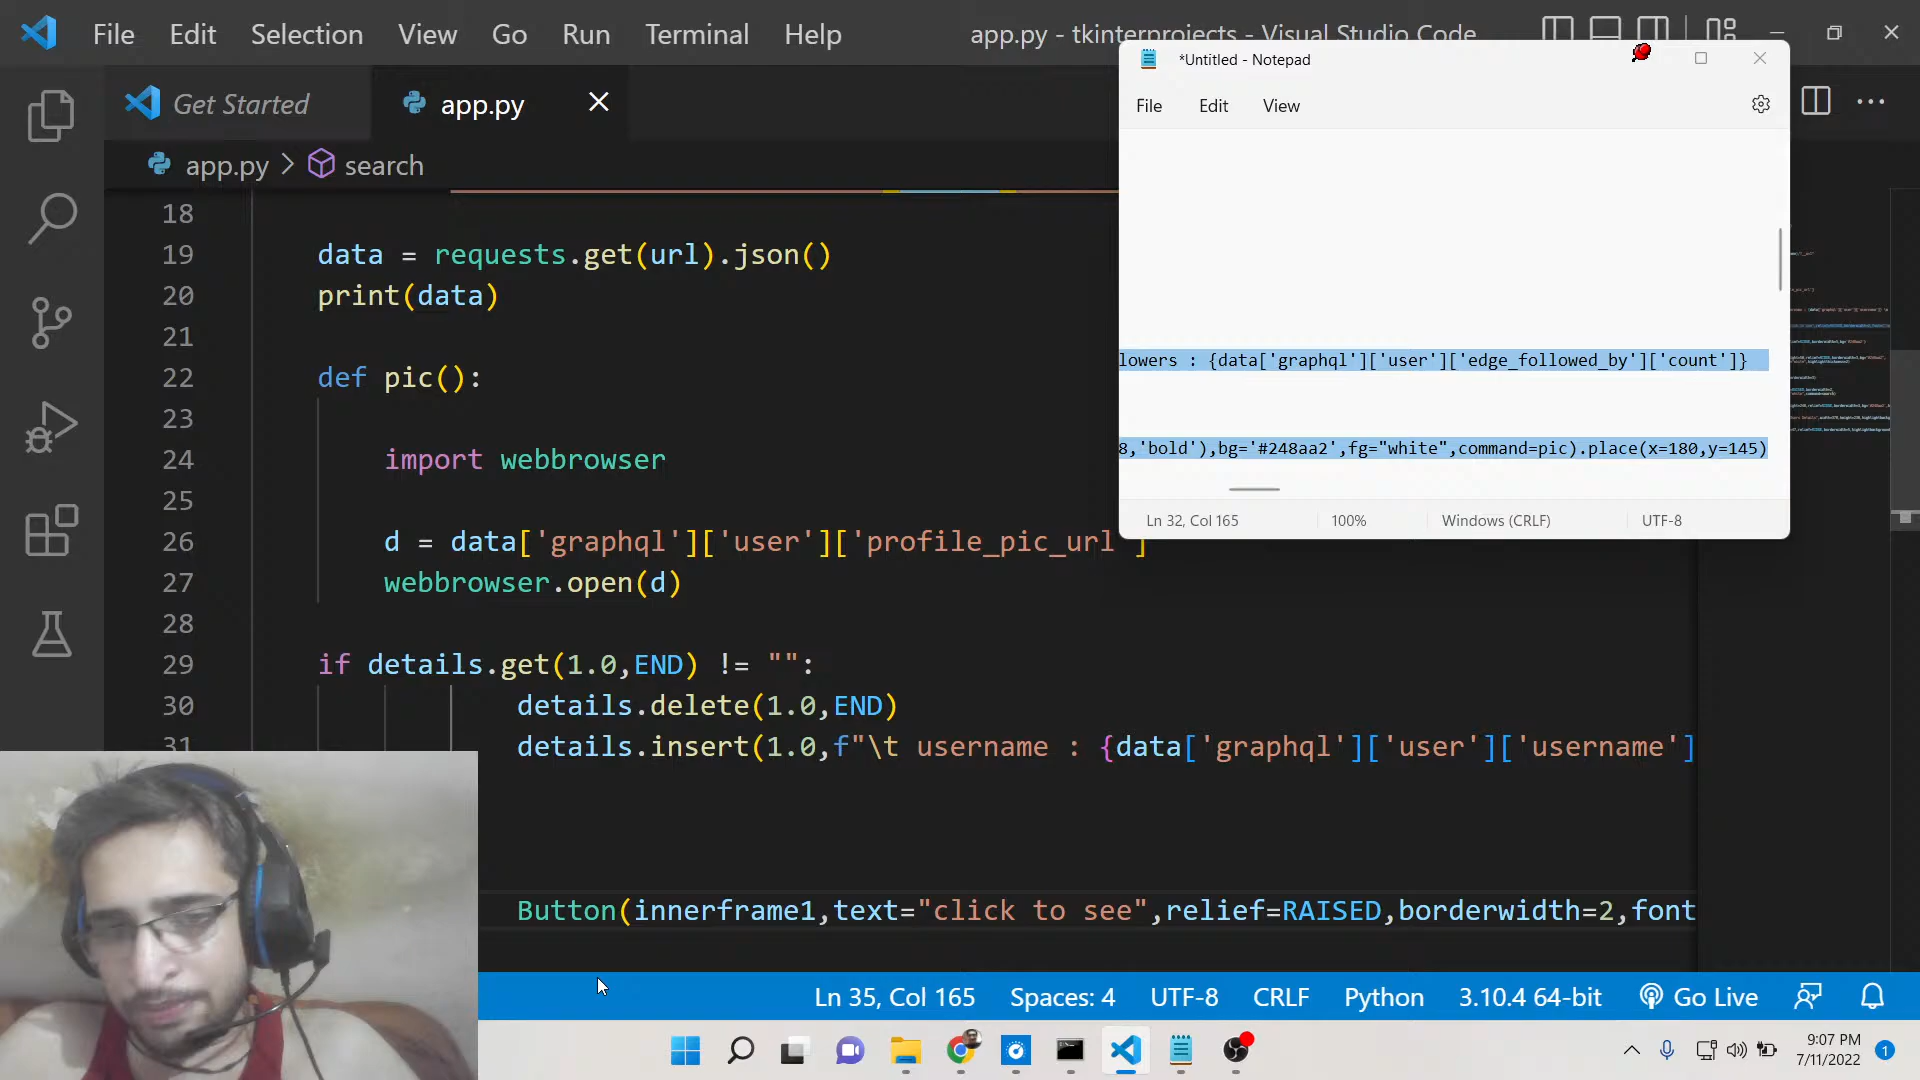 File Edit Selection View Go Run Terminal Help
app.py - tkinterprojects - Visual Studio Code
Get Started
app.py
app.py > search
18
19 data = requests.get(url).json()
20 print(data)
21
22 def pic():
23
24 import webbrowser
25
26 d = data['graphql']['user']['profile_pic_url']
27 webbrowser.open(d)
28
29 if details.get(1.0,END) != "":
30 details.delete(1.0,END)
31 details.insert(1.0,f"\t username : {data['graphql']['user']['username']
Button(innerframe1,text="click to see",relief=RAISED,borderwidth=2,font
*Untitled - Notepad
File Edit View
lowers : {data['graphql']['user']['edge_followed_by']['count']}
8,'bold'),bg='#248aa2',fg="white",command=pic).place(x=180,y=145)
Ln 32, Col 165 100% Windows (CRLF) UTF-8
Ln 35, Col 165 Spaces: 4 UTF-8 CRLF Python 3.10.4 64-bit Go Live
9:07 PM
7/11/2022
1